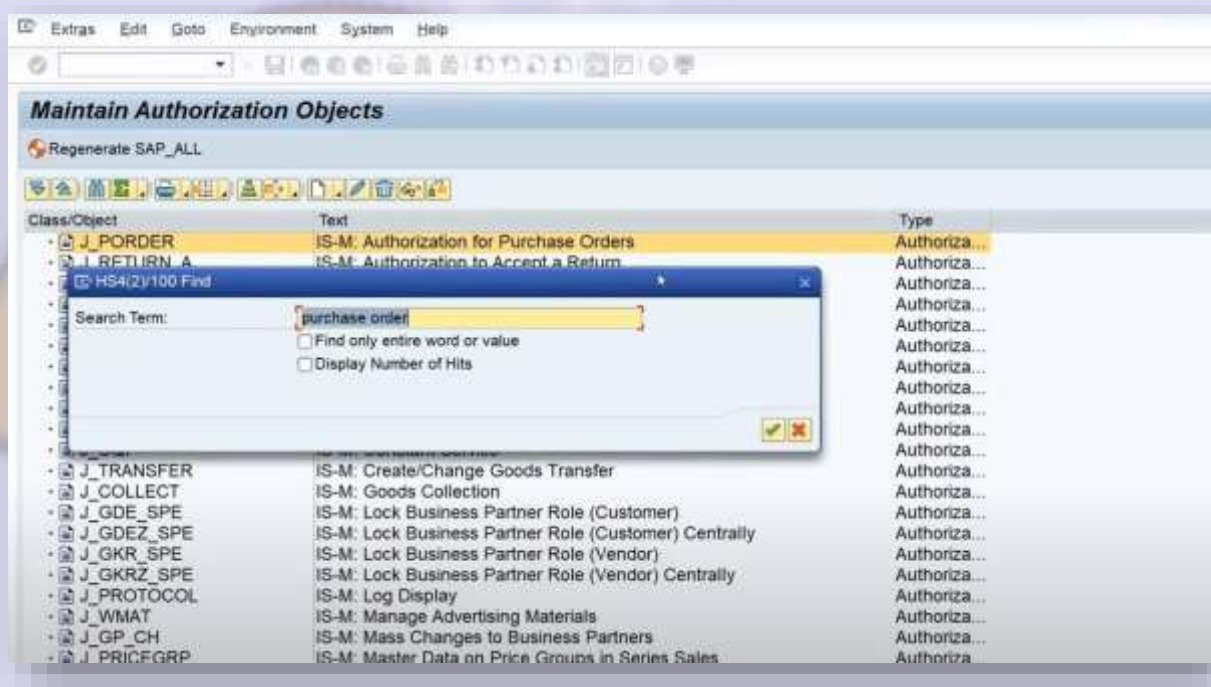 Extras Edit Goto Environment System Help
Maintain Authorization Objects
Regenerate SAP_ALL
Class/Object Text Type
J_PORDER IS-M: Authorization for Purchase Orders Authoriza...
J_RETURN_A IS-M: Authorization to Accept a Return Authoriza...
HS4(2)/100 Find Authoriza...
Authoriza...
Search Term: purchase order Authoriza...
Find only entire word or value Authoriza...
Display Number of Hits Authoriza...
Authoriza...
Authoriza...
Authoriza...
Authoriza...
J_TRANSFER IS-M: Create/Change Goods Transfer Authoriza...
J_COLLECT IS-M: Goods Collection Authoriza...
J_GDE_SPE IS-M: Lock Business Partner Role (Customer) Authoriza...
J_GDEZ_SPE IS-M: Lock Business Partner Role (Customer) Centrally Authoriza...
J_GKR_SPE IS-M: Lock Business Partner Role (Vendor) Authoriza...
J_GKRZ_SPE IS-M: Lock Business Partner Role (Vendor) Centrally Authoriza...
J_PROTOCOL IS-M: Log Display Authoriza...
J_WMAT IS-M: Manage Advertising Materials Authoriza...
J_GP_CH IS-M: Mass Changes to Business Partners Authoriza...
J_PRICEGRP IS-M: Master Data on Price Groups in Series Sales Authoriza...